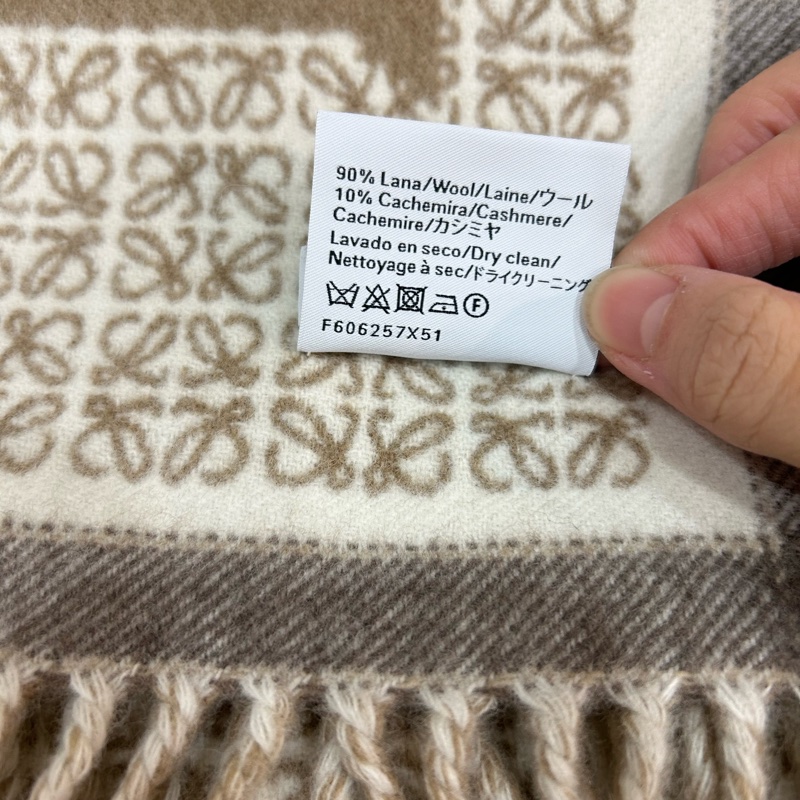 90% Lana/Wool/Laine/ウール
10% Cachemira/Cashmere/
Cachemire/カシミヤ
Lavado en seco/Dry clean/
Nettoyage à sec/ドライクリーニング
F
F606257X51